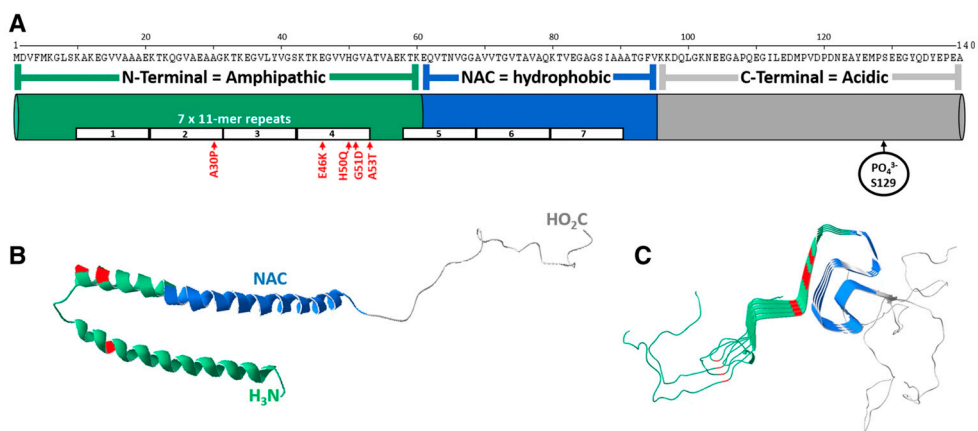 A
1 20 40 60 80 100 120 140
MDVFMKGLSKAKEGVVAAAEKTKQGVAEAAGKTKEGVLYVGSKTKEGVVHGVATVAEKTKEQVTNVGGAVVTGVTAVAQKTVEGAGSIAAATGFVKKDQLGKNEEGAPQEGILEDMPVDPDNEAYEMPSEEGYQDYEPEA
N-Terminal = Amphipathic NAC = hydrophobic C-Terminal = Acidic
7 x 11-mer repeats
1 2 3 4 5 6 7
A30P E46K H50Q G51D A53T
PO₄³⁻
S129
B
NAC
HO₂C
H₃N
C